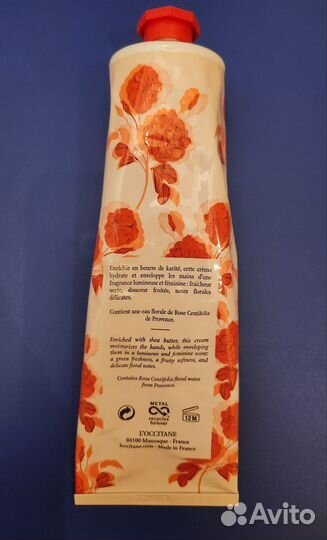 Enrichie en beurre de karité, cette crème
hydrate et enveloppe les mains d'une
fragrance lumineuse et féminine : fraîcheur
verte, douceur fruitée, notes florales
délicates.
Contient une eau florale de Rose Centifolia
de Provence.
Enriched with shea butter, this cream
moisturizes the hands, while enveloping
them in a luminous and feminine scent:
a green freshness, a fruity softness, and
delicate floral notes.
Contains Rosa Centifolia floral water
from Provence.
METAL
recycles
forever
12M
L'OCCITANE
04100 Manosque - France
loccitane.com - Made in France
Avito